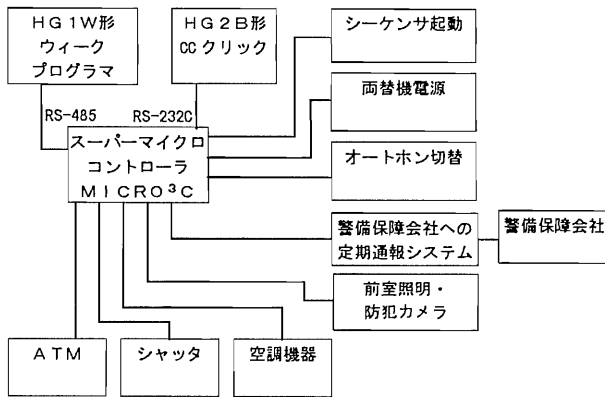 HG1W形
ウィーク
プログラマ
HG2B形
CCクリック
シーケンサ起動
両替機電源
RS-485
RS-232C
スーパーマイクロ
コントローラ
MICRO³C
オートホン切替
警備保障会社への
定期通報システム
警備保障会社
前室照明・
防犯カメラ
ATM
シャッタ
空調機器